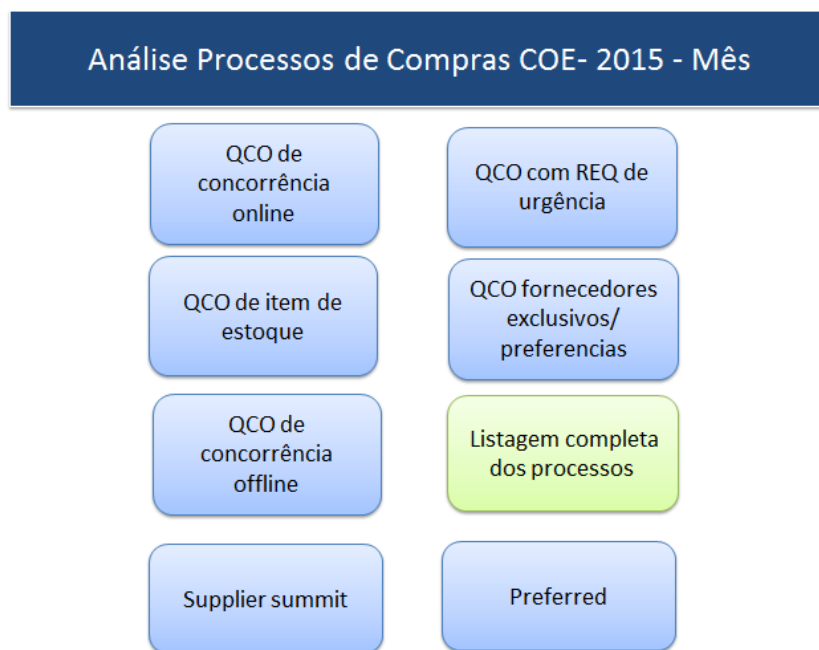 Análise Processos de Compras COE- 2015 - Mês
QCO de
concorrência
online
QCO com REQ de
urgência
QCO de item de
estoque
QCO fornecedores
exclusivos/
preferencias
QCO de
concorrência
offline
Listagem completa
dos processos
Supplier summit
Preferred